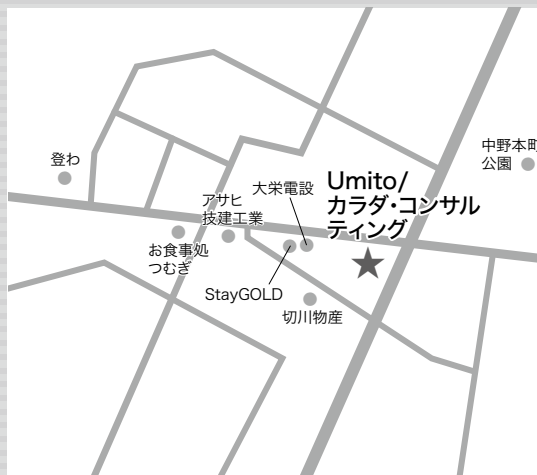 中野本町
公園
登わ
Umito/
カラダ・コンサル
ティング
大栄電設
アサヒ
技建工業
お食事処
つむぎ
StayGOLD
切川物産